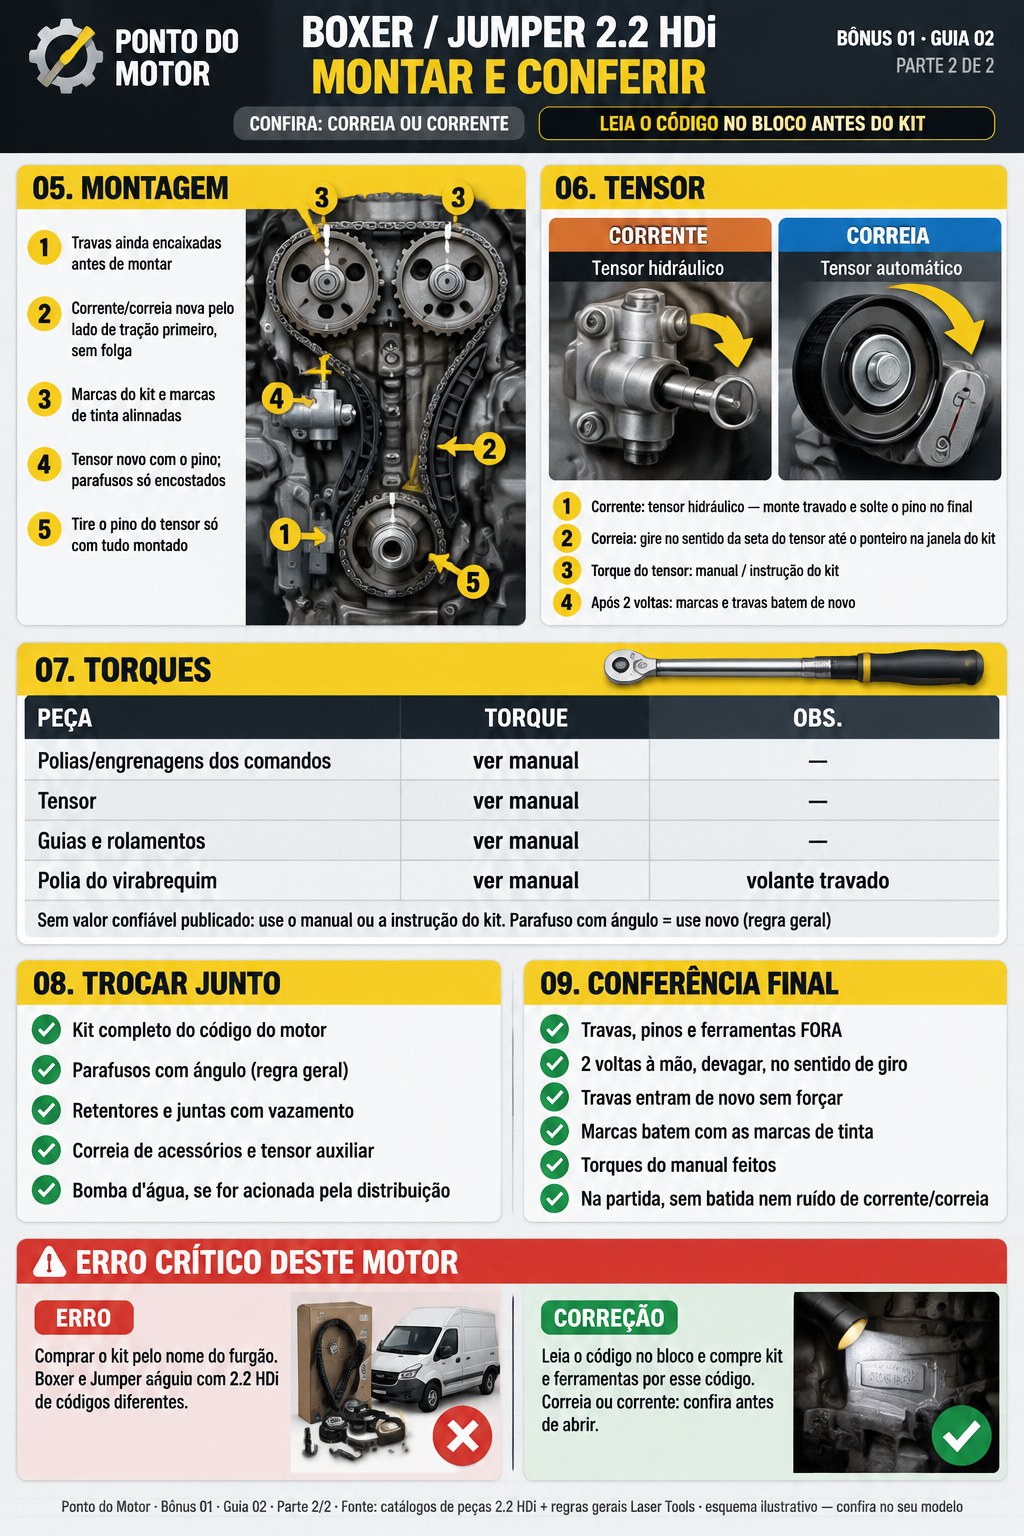 PONTO DO
MOTOR
BOXER / JUMPER 2.2 HDi
MONTAR E CONFERIR
BÔNUS 01 · GUIA 02
PARTE 2 DE 2
CONFIRA: CORREIA OU CORRENTE
LEIA O CÓDIGO NO BLOCO ANTES DO KIT
05. MONTAGEM
1 Travas ainda encaixadas
antes de montar
2 Corrente/correia nova pelo
lado de tração primeiro,
sem folga
3 Marcas do kit e marcas
de tinta alinnadas
4 Tensor novo com o pino;
parafusos só encostados
5 Tire o pino do tensor só
com tudo montado
3 3
4
2
1
5
06. TENSOR
CORRENTE
Tensor hidráulico
CORREIA
Tensor automático
1 Corrente: tensor hidráulico — monte travado e solte o pino no final
2 Correia: gire no sentido da seta do tensor até o ponteiro na janela do kit
3 Torque do tensor: manual / instrução do kit
4 Após 2 voltas: marcas e travas batem de novo
07. TORQUES
PEÇA TORQUE OBS.
Polias/engrenagens dos comandos ver manual —
Tensor ver manual —
Guias e rolamentos ver manual —
Polia do virabrequim ver manual volante travado
Sem valor confiável publicado: use o manual ou a instrução do kit. Parafuso com ângulo = use novo (regra geral)
08. TROCAR JUNTO
Kit completo do código do motor
Parafusos com ângulo (regra geral)
Retentores e juntas com vazamento
Correia de acessórios e tensor auxiliar
Bomba d'água, se for acionada pela distribuição
09. CONFERÊNCIA FINAL
Travas, pinos e ferramentas FORA
2 voltas à mão, devagar, no sentido de giro
Travas entram de novo sem forçar
Marcas batem com as marcas de tinta
Torques do manual feitos
Na partida, sem batida nem ruído de corrente/correia
ERRO CRÍTICO DESTE MOTOR
ERRO
Comprar o kit pelo nome do furgão.
Boxer e Jumper com 2.2 HDi
de códigos diferentes.
CORREÇÃO
Leia o código no bloco e compre kit
e ferramentas por esse código.
Correia ou corrente: confira antes
de abrir.
Ponto do Motor · Bônus 01 · Guia 02 · Parte 2/2 · Fonte: catálogos de peças 2.2 HDi + regras gerais Laser Tools · esquema ilustrativo — confira no seu modelo